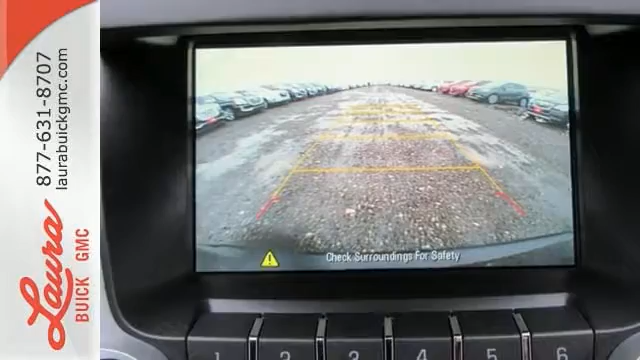 877-631-8707
laurabuickgmc.com
Laura
BUICK GMC
Check Surroundings For Safety
1 2 3 4 5 6